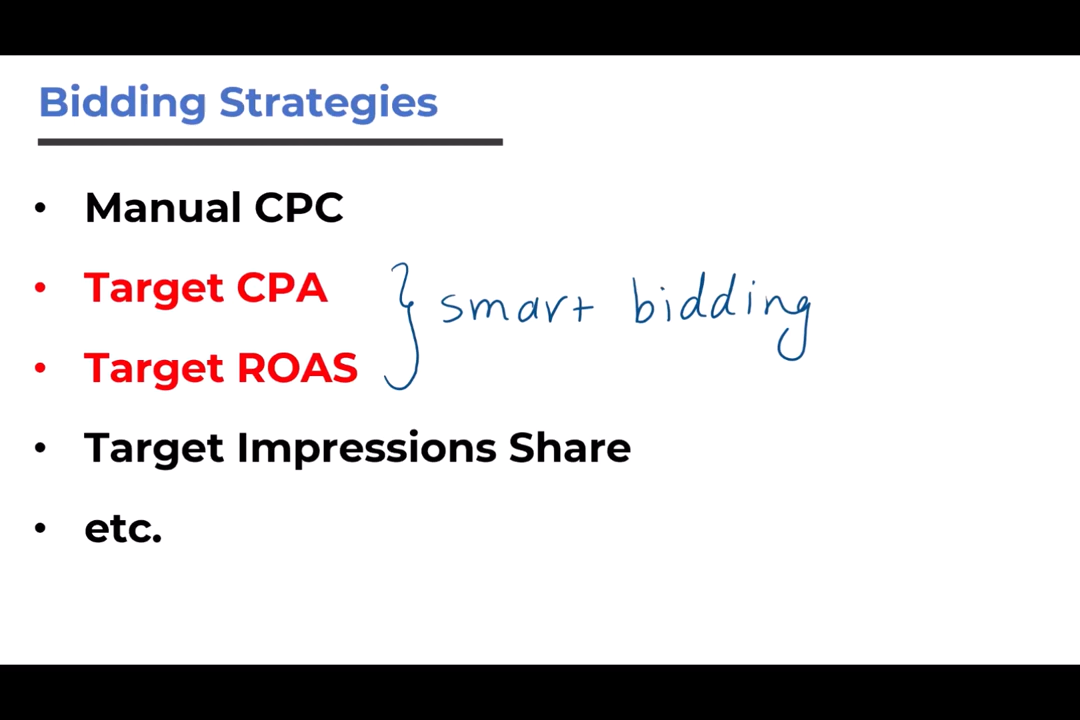 Bidding Strategies
• Manual CPC
• Target CPA
• Target ROAS
smart bidding
• Target Impressions Share
• etc.